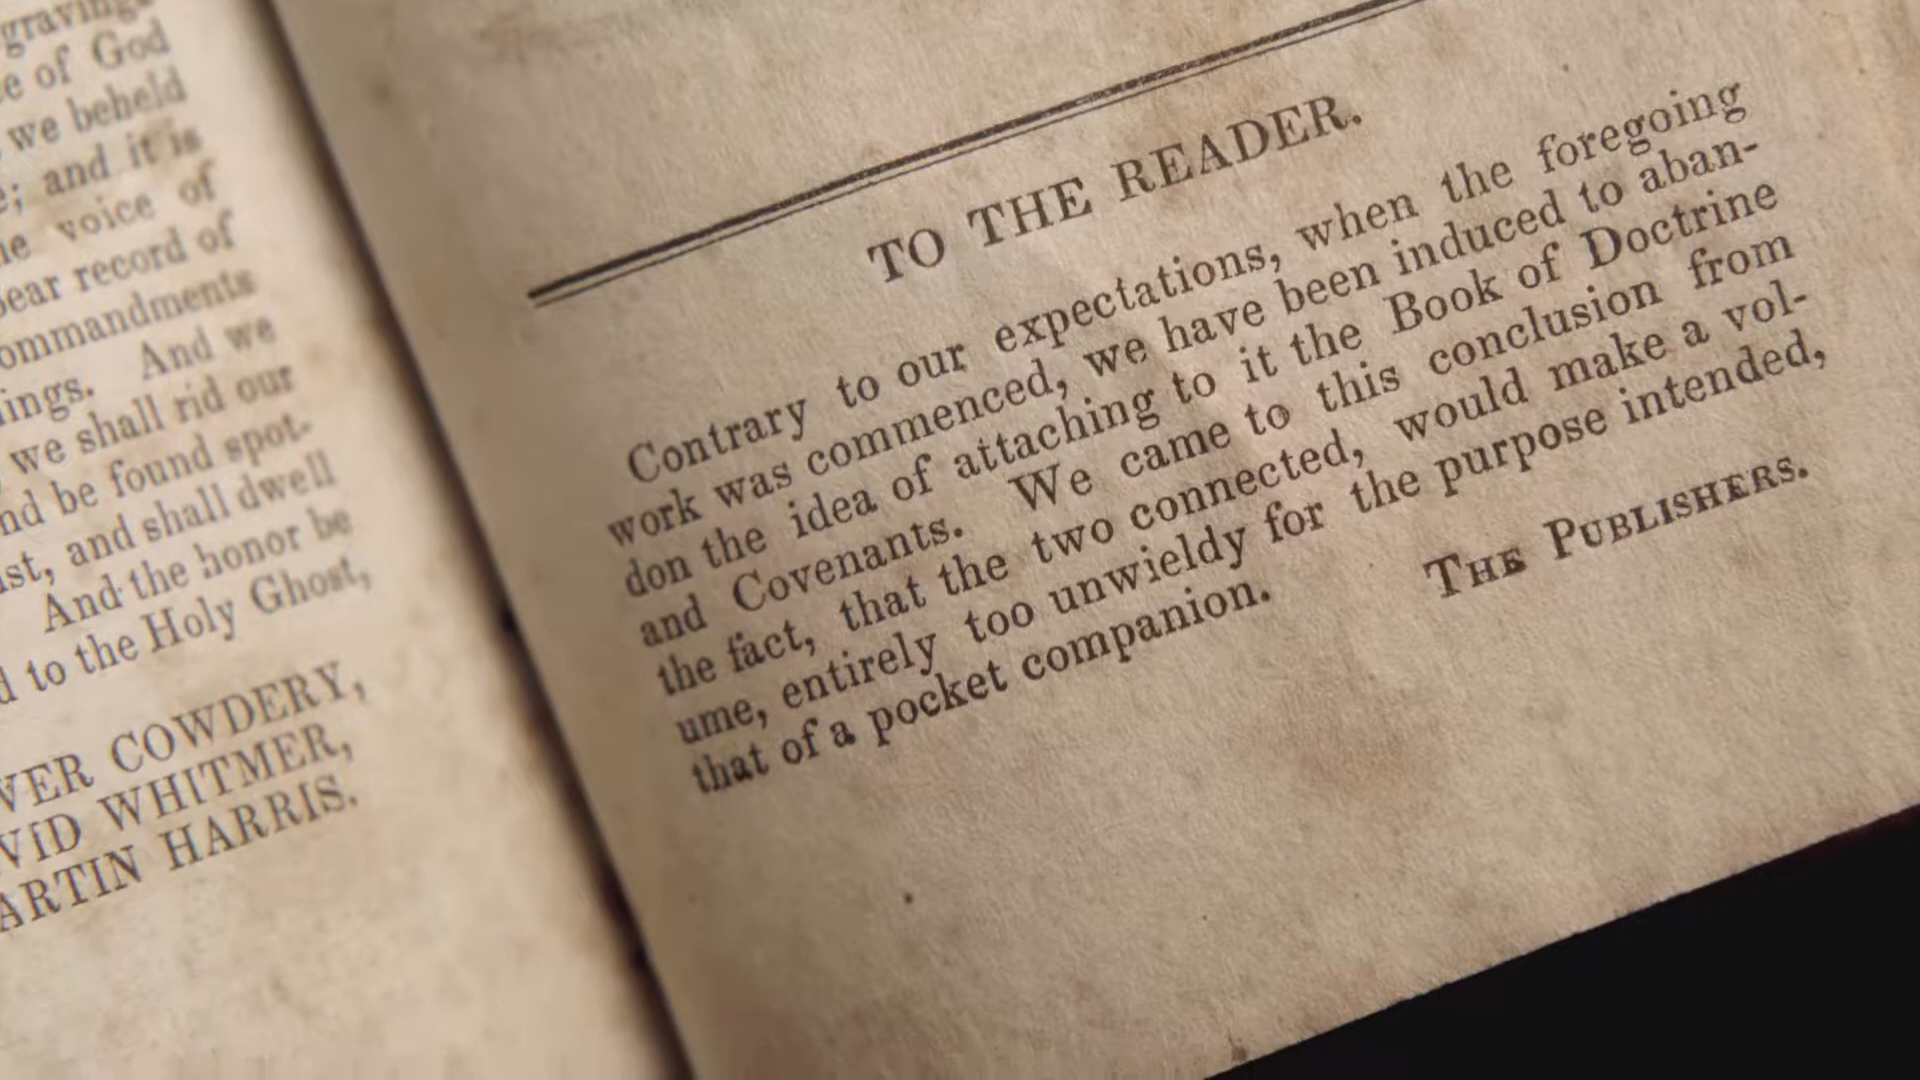 gravings
of God
we beheld
and it is
voice of
bear record of
commandments
And we
we shall rid our
and be found spot-
and shall dwell
And the honor be
to the Holy Ghost,
VER COWDERY,
VID WHITMER,
ARTIN HARRIS.
TO THE READER.
Contrary to our expectations, when the foregoing
work was commenced, we have been induced to aban-
don the idea of attaching to it the Book of Doctrine
and Covenants. We came to this conclusion from
the fact, that the two connected, would make a vol-
ume, entirely too unwieldy for the purpose intended,
that of a pocket companion.
THE PUBLISHERS.